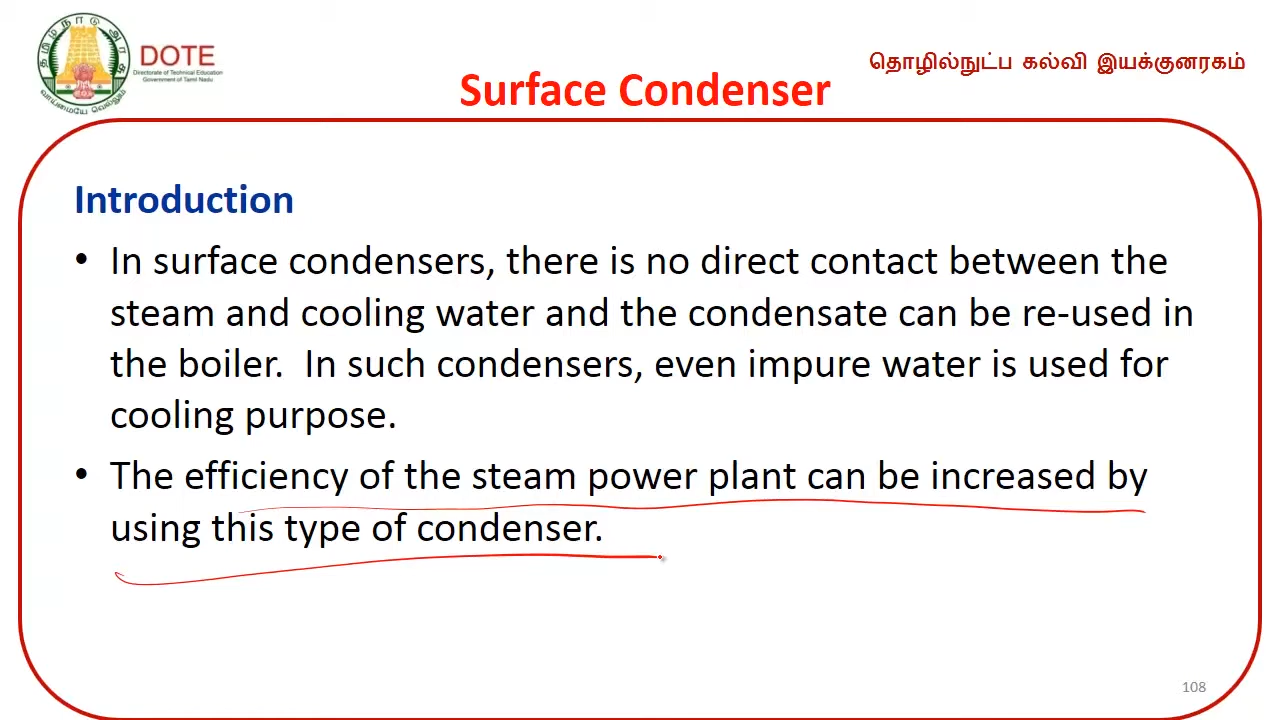 தமிழ்நாடு அரசு
வாய்மையே வெல்லும்
DOTE
Directorate of Technical Education
Government of Tamil Nadu
தொழில்நுட்ப கல்வி இயக்குனரகம்
Surface Condenser
Introduction
• In surface condensers, there is no direct contact between the
steam and cooling water and the condensate can be re-used in
the boiler. In such condensers, even impure water is used for
cooling purpose.
• The efficiency of the steam power plant can be increased by
using this type of condenser.
108